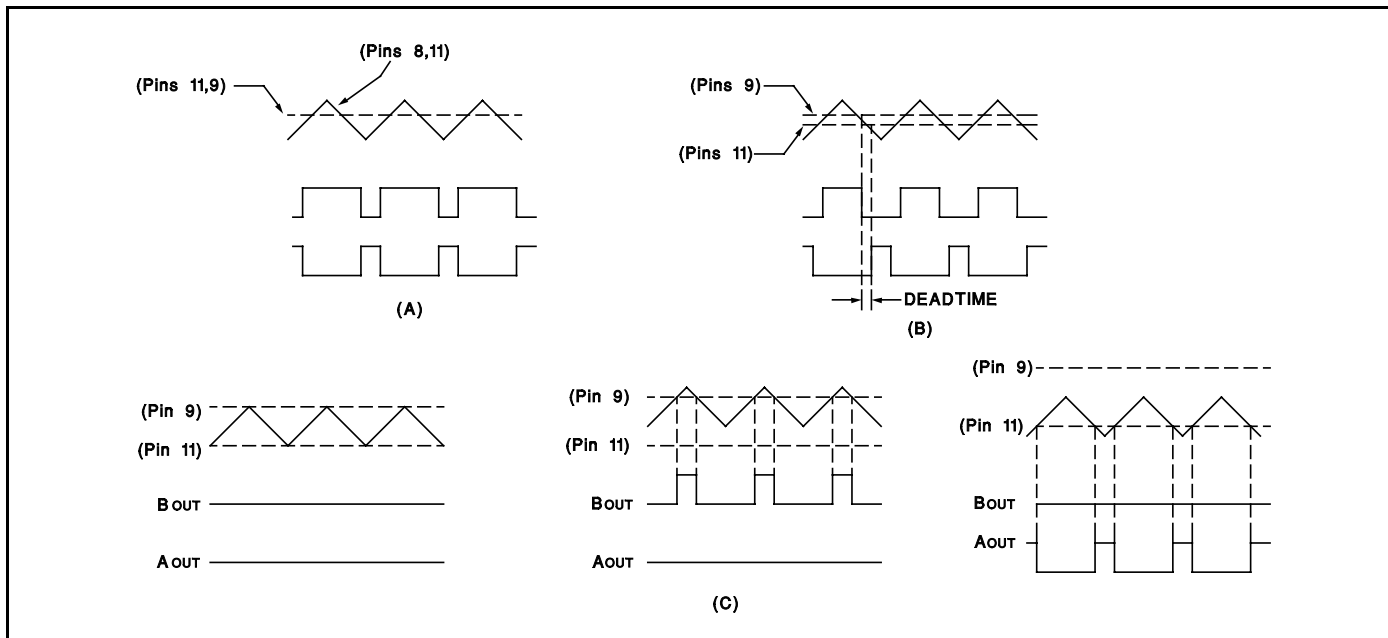 (Pins 8,11)
(Pins 11,9)
(Pins 9)
(Pins 11)
DEADTIME
(A)
(B)
(Pin 9)
(Pin 11)
BOUT
AOUT
(Pin 9)
(Pin 11)
BOUT
AOUT
(Pin 9)
(Pin 11)
BOUT
AOUT
(C)